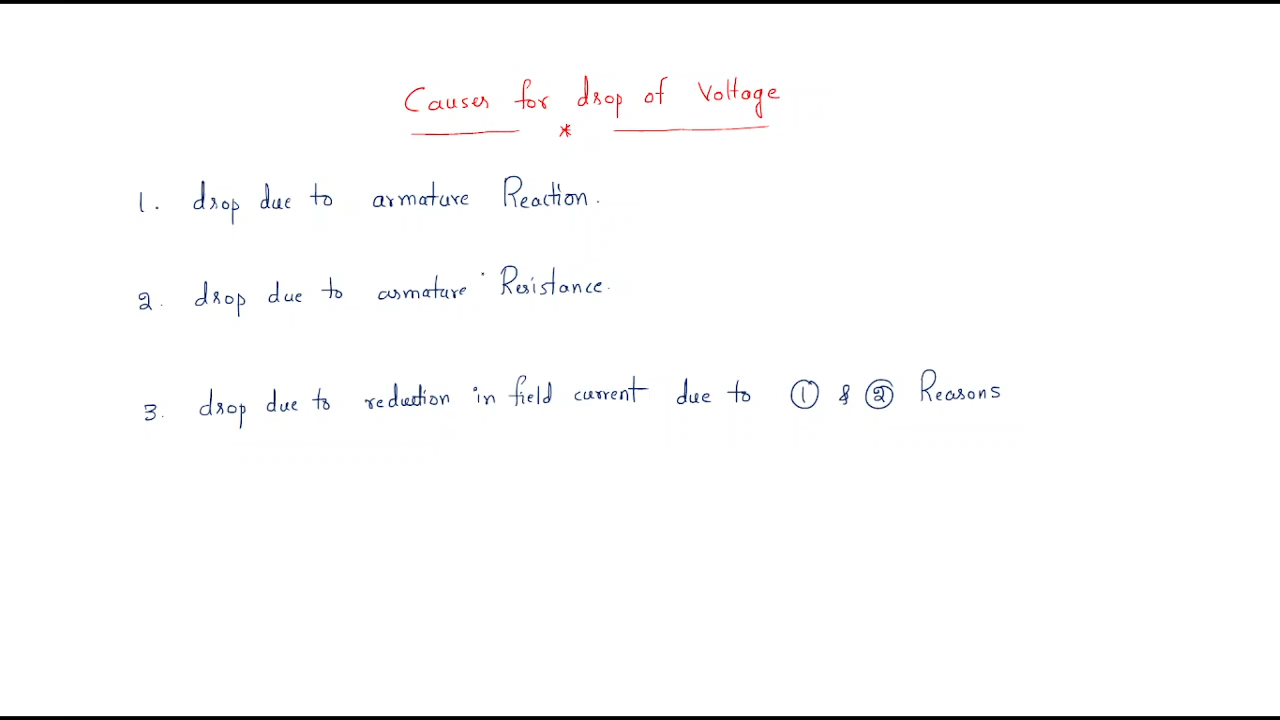 Causes for drop of Voltage
*
1. drop due to armature Reaction.
2. drop due to armature Resistance.
3. drop due to reduction in field current due to ① & ② Reasons